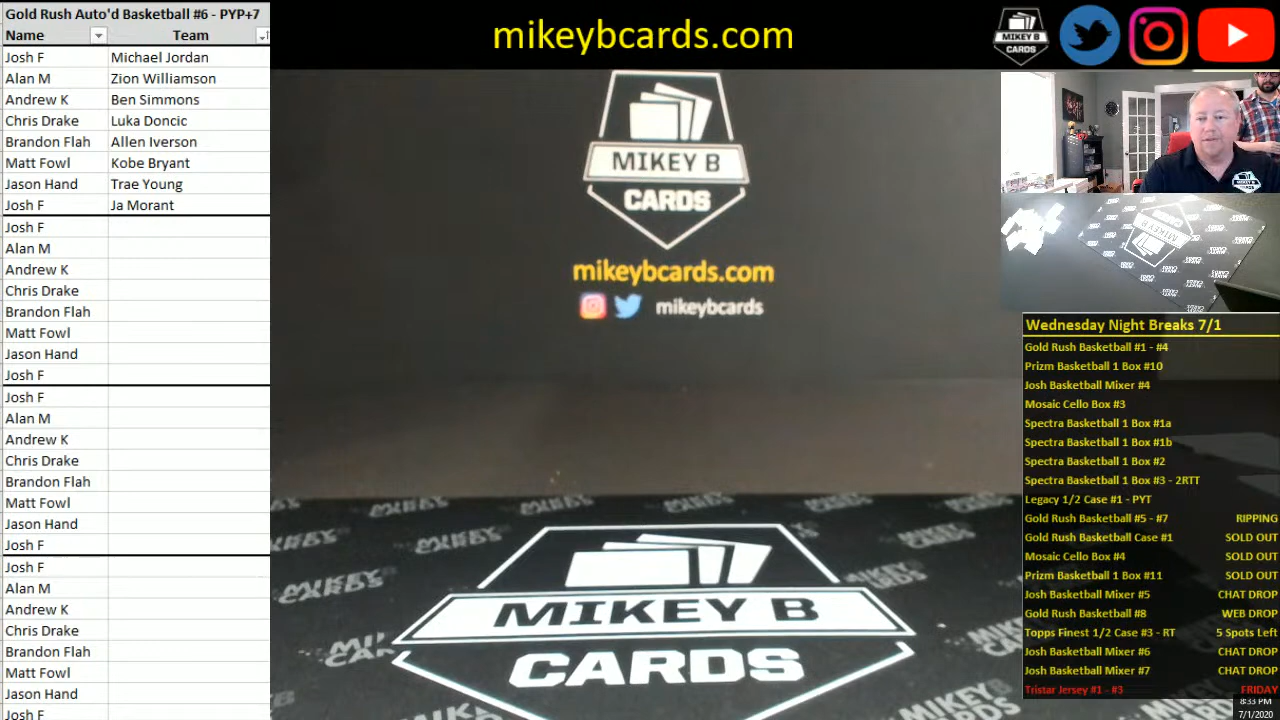 Gold Rush Auto'd Basketball #6 - PYP+7
Name Team
Josh F Michael Jordan
Alan M Zion Williamson
Andrew K Ben Simmons
Chris Drake Luka Doncic
Brandon Flah Allen Iverson
Matt Fowl Kobe Bryant
Jason Hand Trae Young
Josh F Ja Morant
Josh F
Alan M
Andrew K
Chris Drake
Brandon Flah
Matt Fowl
Jason Hand
Josh F
Josh F
Alan M
Andrew K
Chris Drake
Brandon Flah
Matt Fowl
Jason Hand
Josh F
Josh F
Alan M
Andrew K
Chris Drake
Brandon Flah
Matt Fowl
Jason Hand
Josh F
mikeybcards.com
MIKEY B
CARDS
MIKEY B
CARDS
mikeybcards.com
mikeybcards
MIKEY B
CARDS
Wednesday Night Breaks 7/1
Gold Rush Basketball #1 - #4
Prizm Basketball 1 Box #10
Josh Basketball Mixer #4
Mosaic Cello Box #3
Spectra Basketball 1 Box #1a
Spectra Basketball 1 Box #1b
Spectra Basketball 1 Box #2
Spectra Basketball 1 Box #3 - 2RTT
Legacy 1/2 Case #1 - PYT
Gold Rush Basketball #5 - #7 RIPPING
Gold Rush Basketball Case #1 SOLD OUT
Mosaic Cello Box #4 SOLD OUT
Prizm Basketball 1 Box #11 SOLD OUT
Josh Basketball Mixer #5 CHAT DROP
Gold Rush Basketball #8 WEB DROP
Topps Finest 1/2 Case #3 - RT 5 Spots Left
Josh Basketball Mixer #6 CHAT DROP
Josh Basketball Mixer #7 CHAT DROP
Tristar Jersey #1 - #3 FRIDAY
8:33 PM
7/1/2020